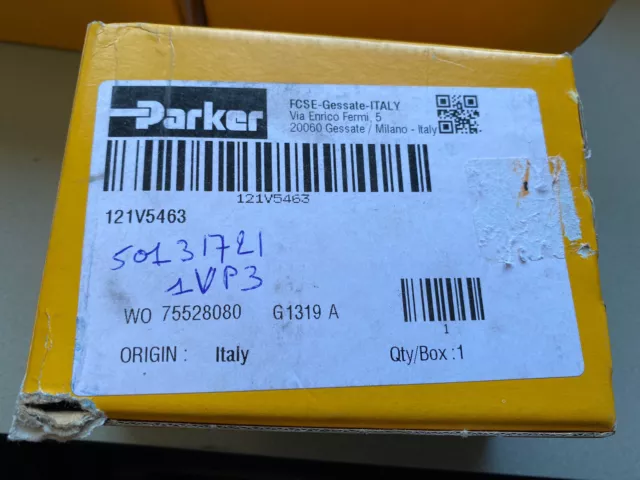 Parker
FCSE-Gessate-ITALY
Via Enrico Fermi, 5
20060 Gessate / Milano - Italy
121V5463
121V5463
50131721
1VP3
WO 75528080 G1319 A
1
ORIGIN : Italy Qty/Box :1